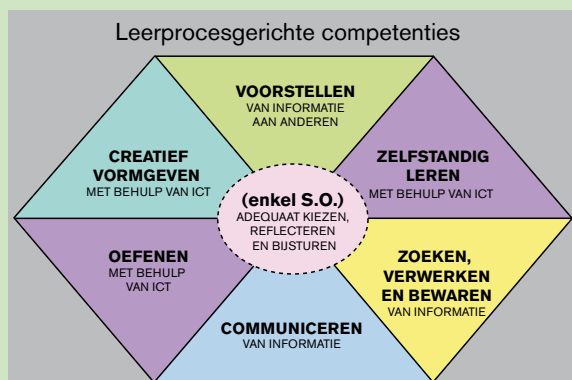 Leerprocesgerichte competenties
VOORSTELLEN
VAN INFORMATIE
AAN ANDEREN
CREATIEF
VORMGEVEN
MET BEHULP VAN ICT
ZELFSTANDIG
LEREN
MET BEHULP VAN ICT
(enkel S.O.)
ADEQUAAT KIEZEN,
REFLECTEREN
EN BIJSTUREN
OEFENEN
MET BEHULP
VAN ICT
ZOEKEN,
VERWERKEN
EN BEWAREN
VAN INFORMATIE
COMMUNICEREN
VAN INFORMATIE